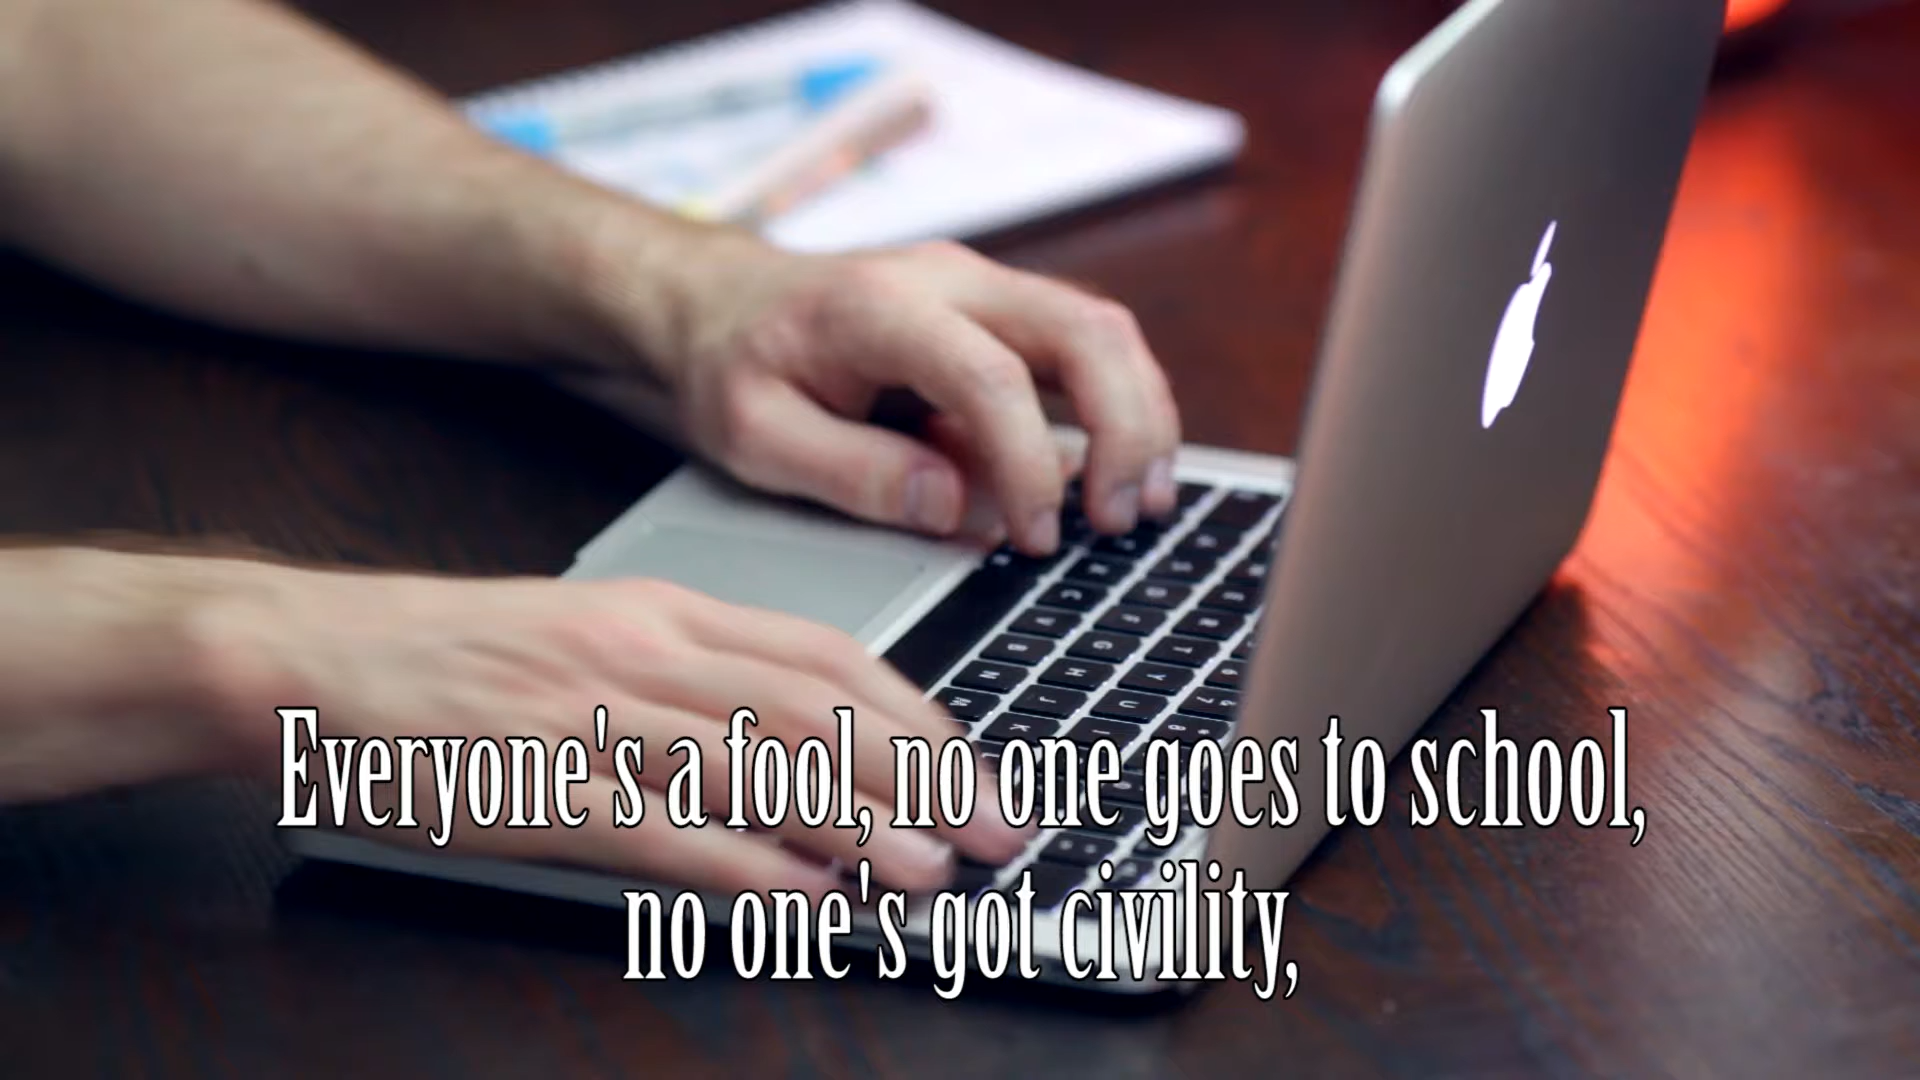 Everyone's a fool, no one goes to school,
no one's got civility,